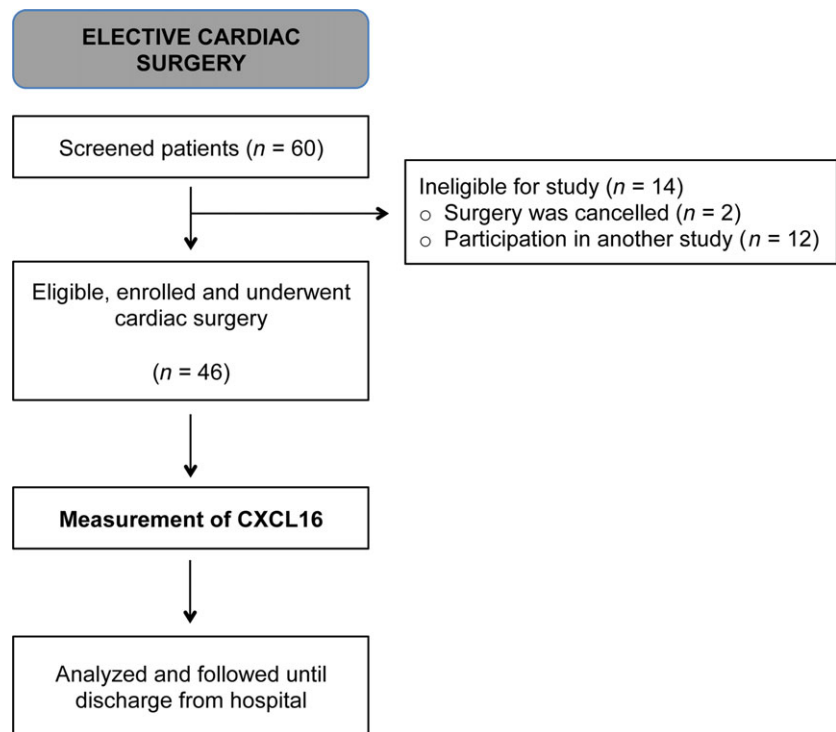 ELECTIVE CARDIAC
SURGERY
Screened patients (n = 60)
Ineligible for study (n = 14)
○ Surgery was cancelled (n = 2)
○ Participation in another study (n = 12)
Eligible, enrolled and underwent
cardiac surgery
(n = 46)
Measurement of CXCL16
Analyzed and followed until
discharge from hospital